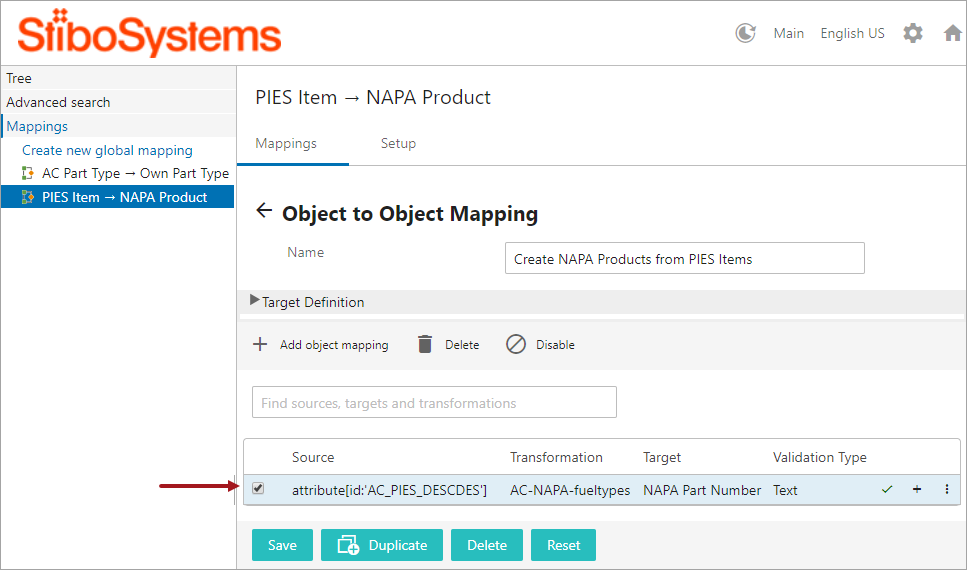 StiboSystems
Main English US
Tree
Advanced search
Mappings
Create new global mapping
AC Part Type → Own Part Type
PIES Item → NAPA Product
PIES Item → NAPA Product
Mappings Setup
← Object to Object Mapping
Name Create NAPA Products from PIES Items
Target Definition
+ Add object mapping Delete Disable
Find sources, targets and transformations
Source Transformation Target Validation Type
attribute[id:'AC_PIES_DESCDES'] AC-NAPA-fueltypes NAPA Part Number Text
Save Duplicate Delete Reset